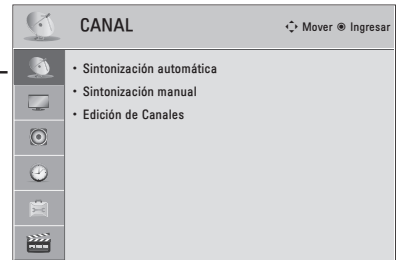 CANAL
Mover Ingresar
• Sintonización automática
• Sintonización manual
• Edición de Canales